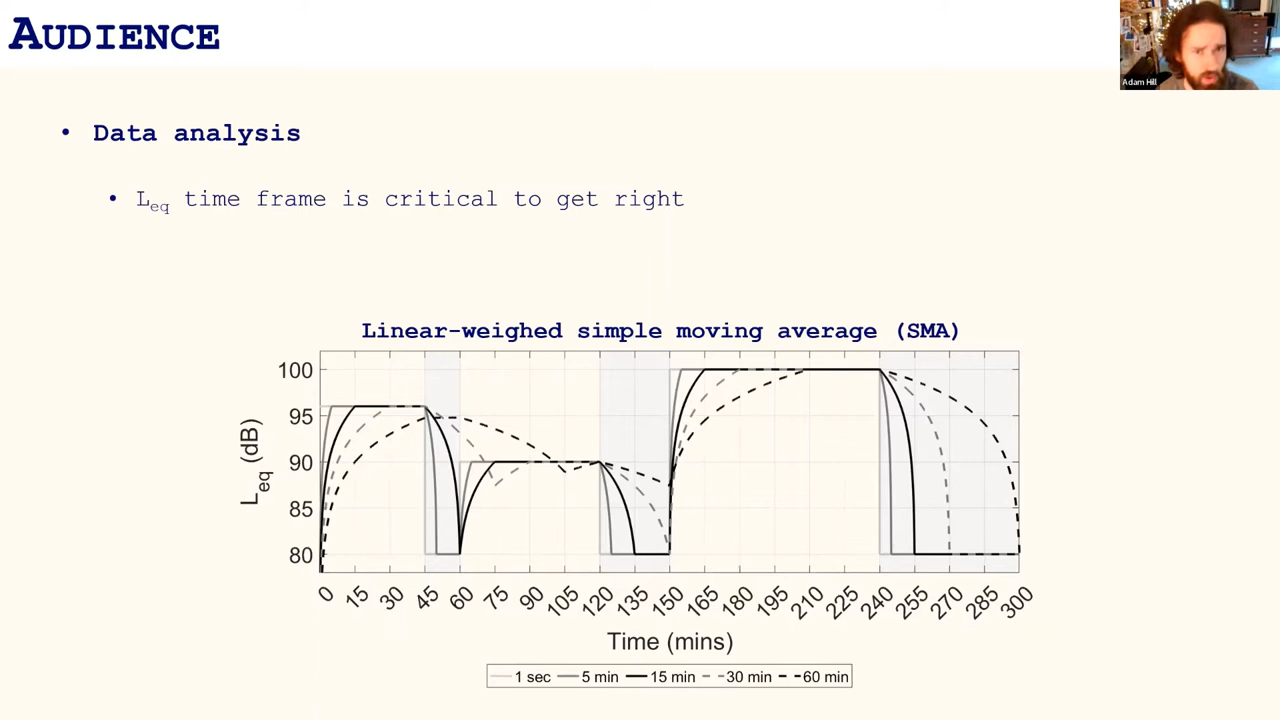 AUDIENCE
Adam Hill
• Data analysis
• Leq time frame is critical to get right
Linear-weighed simple moving average (SMA)
Leq (dB)
100
95
90
85
80
0 15 30 45 60 75 90 105 120 135 150 165 180 195 210 225 240 255 270 285 300
Time (mins)
1 sec 5 min 15 min 30 min 60 min